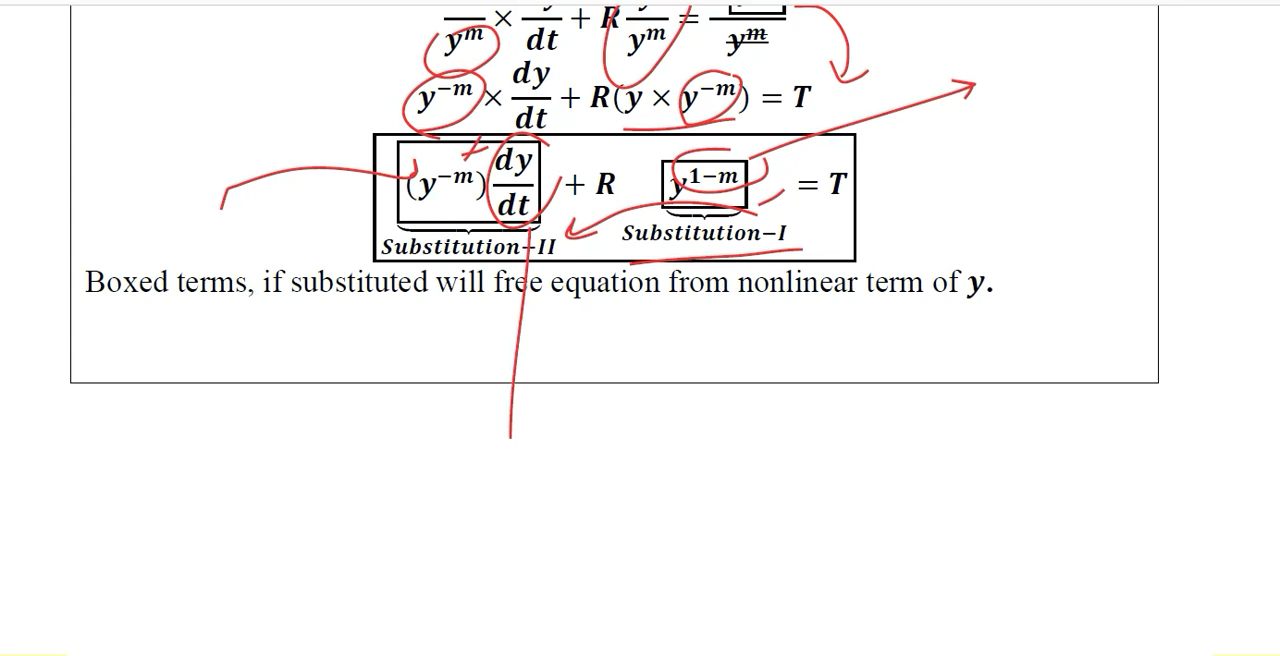 y^m × dt + R y^m = y^m
y^{-m} × dy/dt + R(y × y^{-m}) = T
(y^{-m}) dy/dt + R y^{1-m} = T
Substitution-II Substitution-I
Boxed terms, if substituted will free equation from nonlinear term of y.